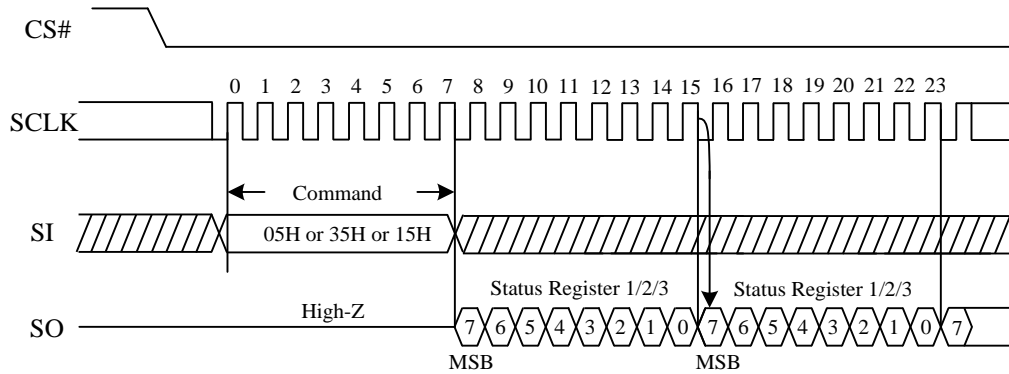 CS#
0 1 2 3 4 5 6 7 8 9 10 11 12 13 14 15 16 17 18 19 20 21 22 23
SCLK
Command
SI
05H or 35H or 15H
Status Register 1/2/3 Status Register 1/2/3
High-Z
SO
7 6 5 4 3 2 1 0 7 6 5 4 3 2 1 0 7
MSB MSB